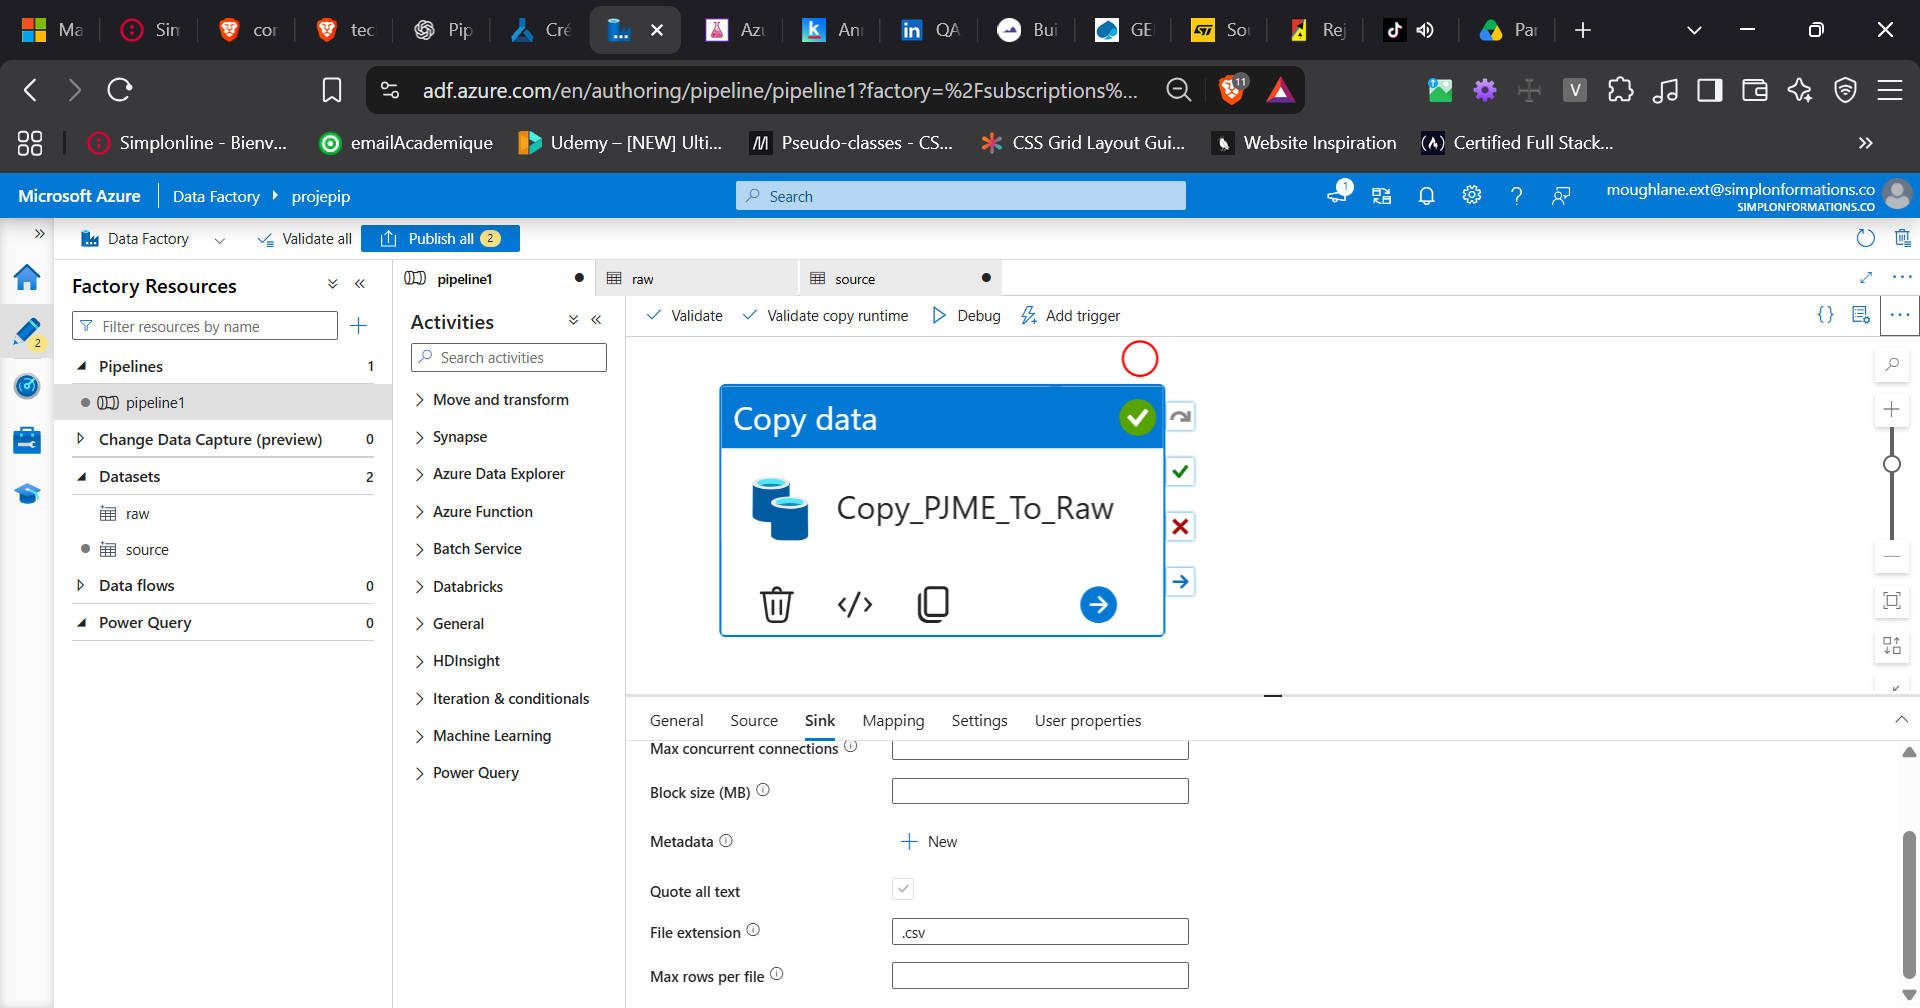 Ma
Sin
cor
tec
Pip
Cré
Azu
k
An
in
QA
Bui
GEI
Sou
Rej
Par
adf.azure.com/en/authoring/pipeline/pipeline1?factory=%2Fsubscriptions%...
11
V
Simplonline - Bienv...
emailAcademique
Udemy – [NEW] Ulti...
Pseudo-classes - CS...
CSS Grid Layout Gui...
Website Inspiration
Certified Full Stack...
Microsoft Azure
Data Factory
projepip
Search
1
moughlane.ext@simplonformations.co
SIMPLONFORMATIONS.CO
Data Factory
Validate all
Publish all 2
Factory Resources
pipeline1
raw
source
Filter resources by name
2
Pipelines 1
pipeline1
Change Data Capture (preview) 0
Datasets 2
raw
source
Data flows 0
Power Query 0
Activities
Search activities
Move and transform
Synapse
Azure Data Explorer
Azure Function
Batch Service
Databricks
General
HDInsight
Iteration & conditionals
Machine Learning
Power Query
Validate
Validate copy runtime
Debug
Add trigger
Copy data
Copy_PJME_To_Raw
General
Source
Sink
Mapping
Settings
User properties
Max concurrent connections
Block size (MB)
Metadata
New
Quote all text
File extension
.csv
Max rows per file